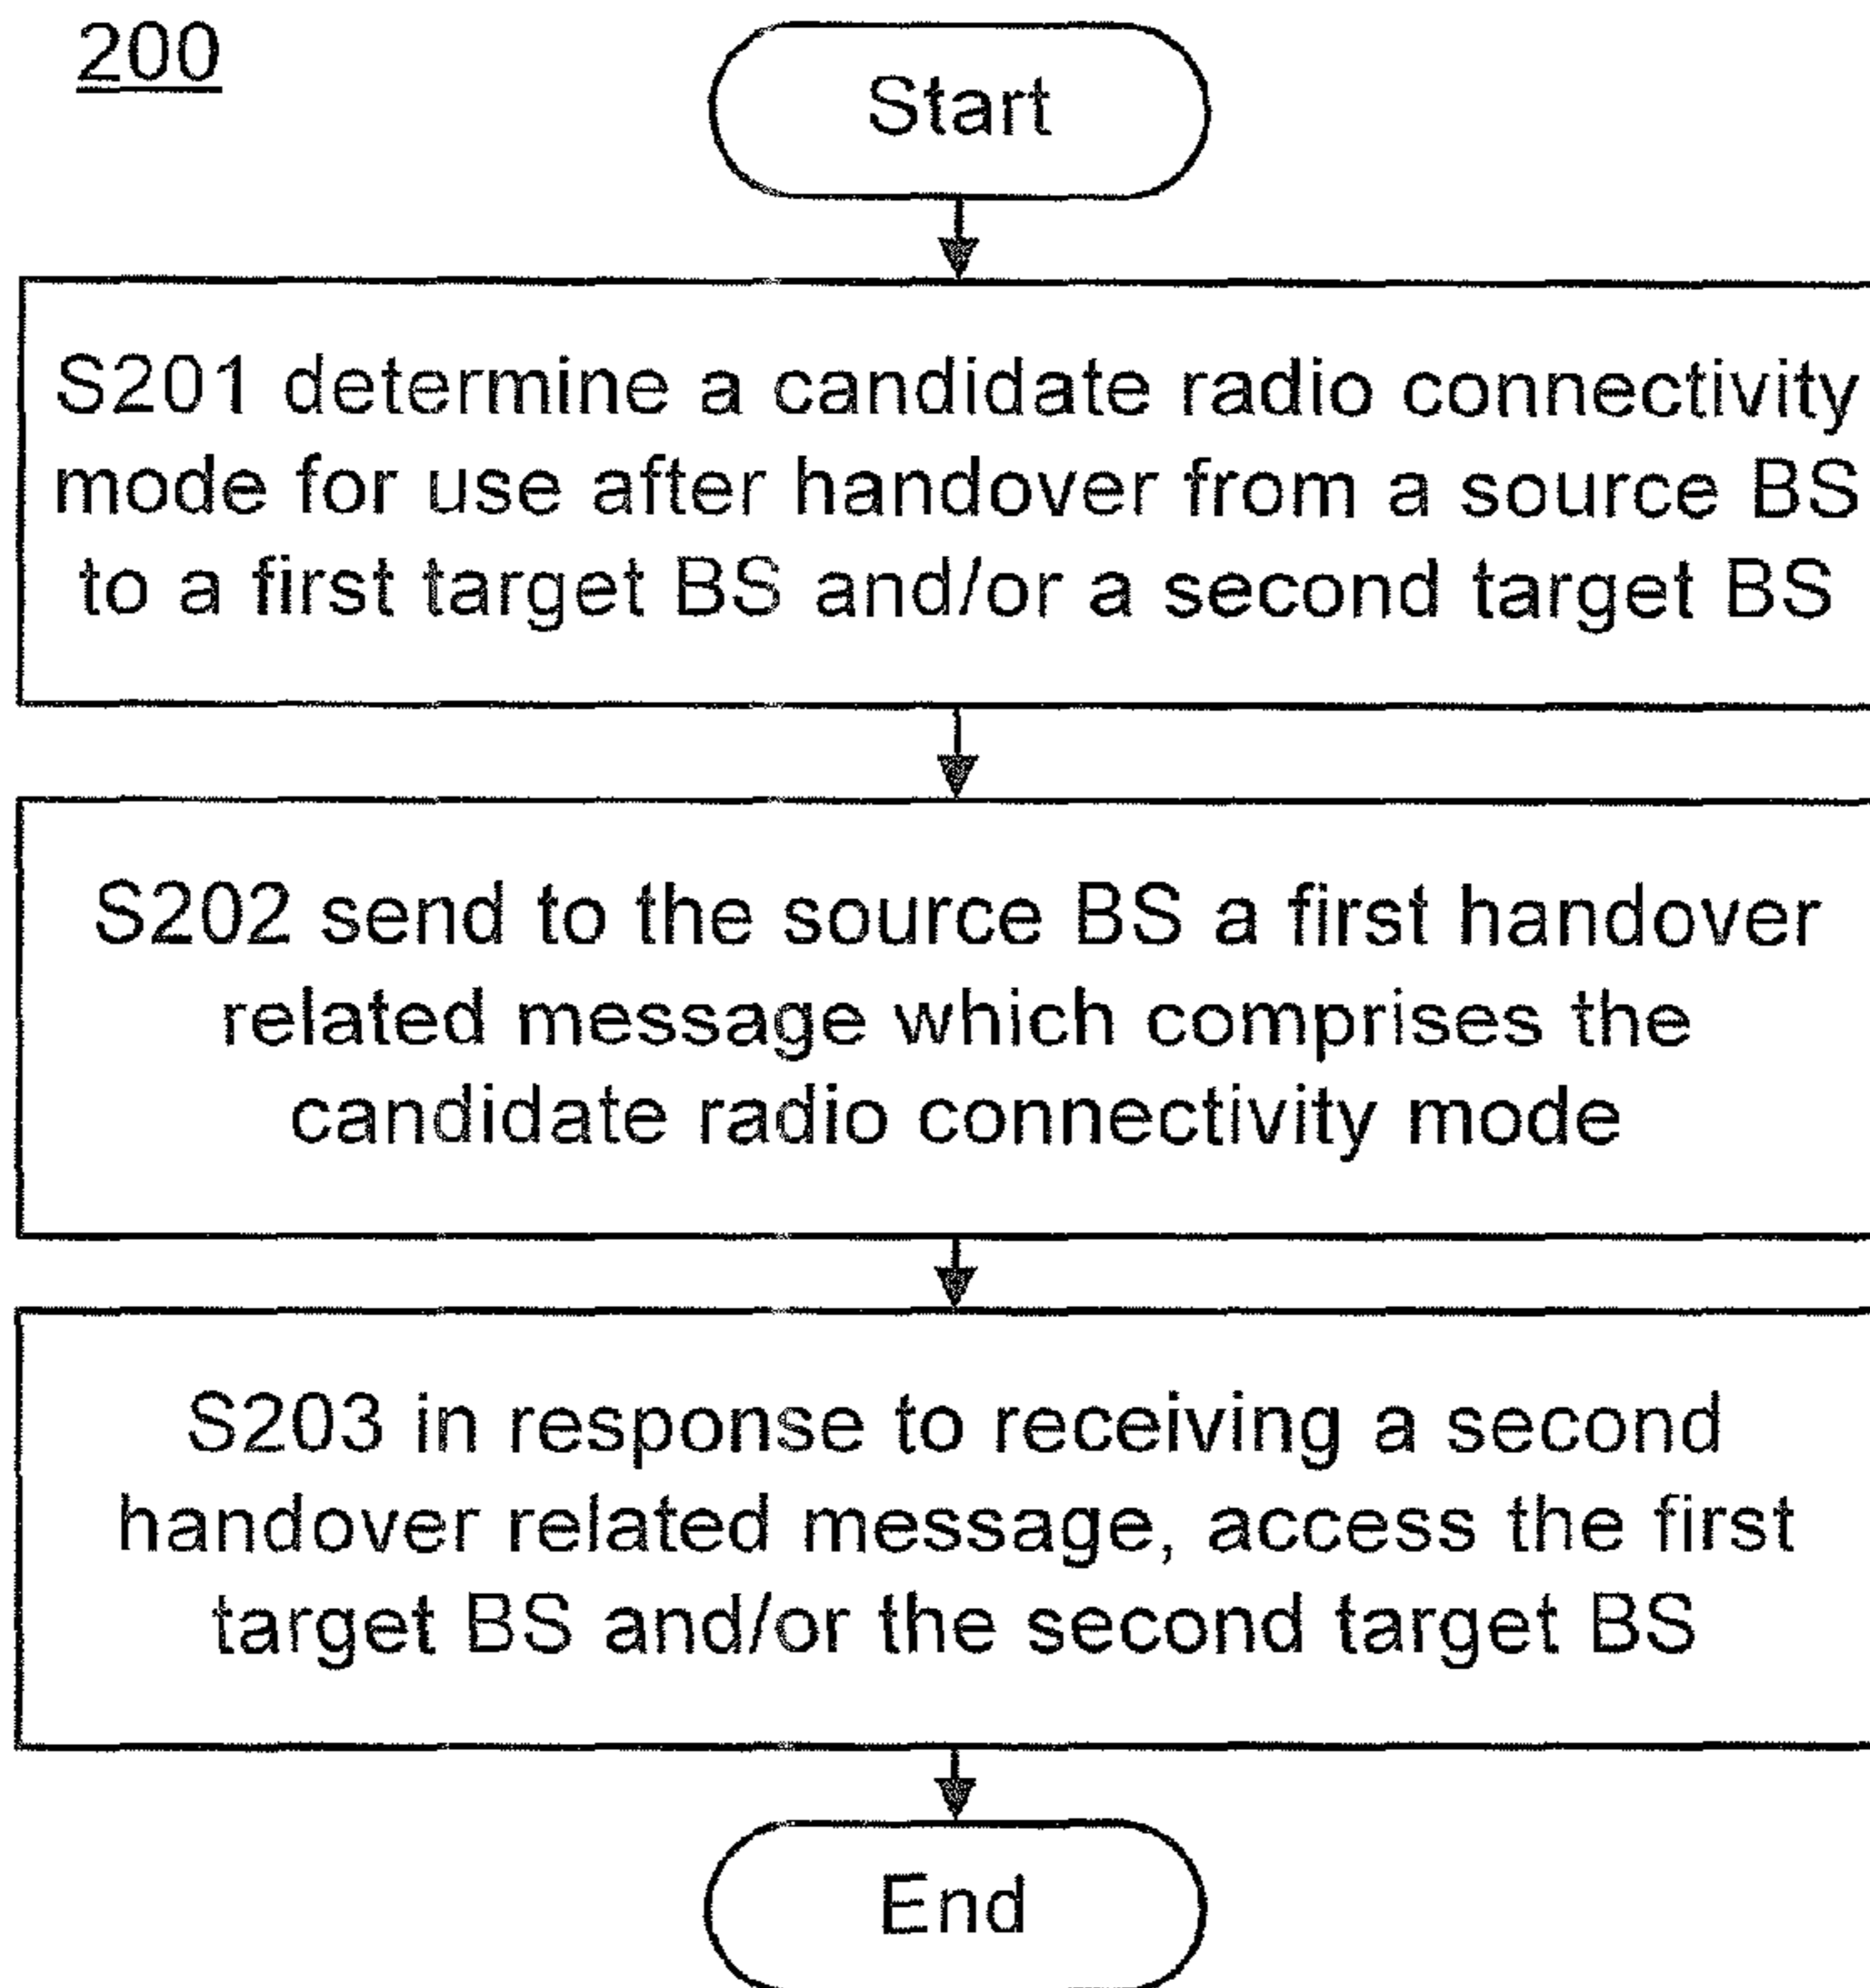 200
Start
S201 determine a candidate radio connectivity
mode for use after handover from a source BS
to a first target BS and/or a second target BS
S202 send to the source BS a first handover
related message which comprises the
candidate radio connectivity mode
S203 in response to receiving a second
handover related message, access the first
target BS and/or the second target BS
End